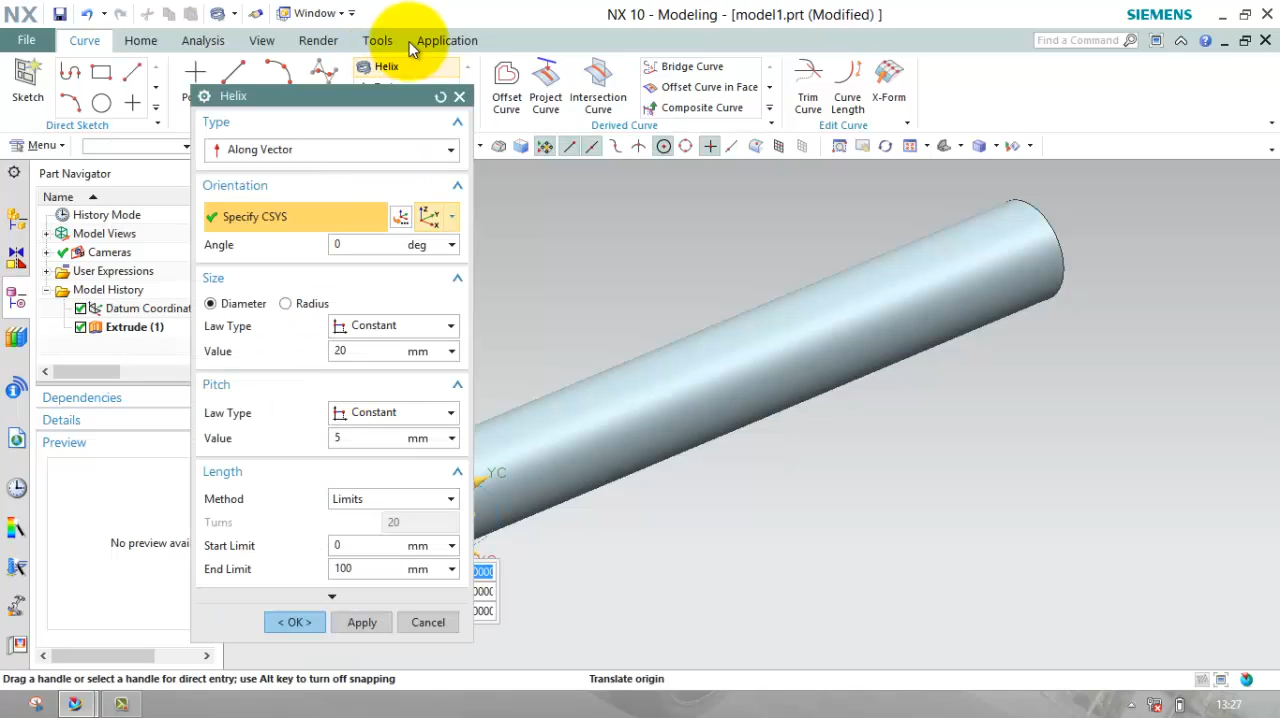 NX
Window
NX 10 - Modeling - [model1.prt (Modified) ]
SIEMENS
File
Curve
Home
Analysis
View
Render
Tools
Application
Find a Command
Sketch
Helix
Offset Curve
Project Curve
Intersection Curve
Bridge Curve
Offset Curve in Face
Composite Curve
Trim Curve
Curve Length
X-Form
Direct Sketch
Derived Curve
Edit Curve
Menu
Part Navigator
Name
History Mode
Model Views
Cameras
User Expressions
Model History
Datum Coordinat
Extrude (1)
Dependencies
Details
Preview
No preview avai
Helix
Type
Along Vector
Orientation
Specify CSYS
Angle 0 deg
Size
Diameter Radius
Law Type Constant
Value 20 mm
Pitch
Law Type Constant
Value 5 mm
Length
Method Limits
Turns 20
Start Limit 0 mm
End Limit 100 mm
< OK > Apply Cancel
YC
Drag a handle or select a handle for direct entry; use Alt key to turn off snapping
Translate origin
13:27